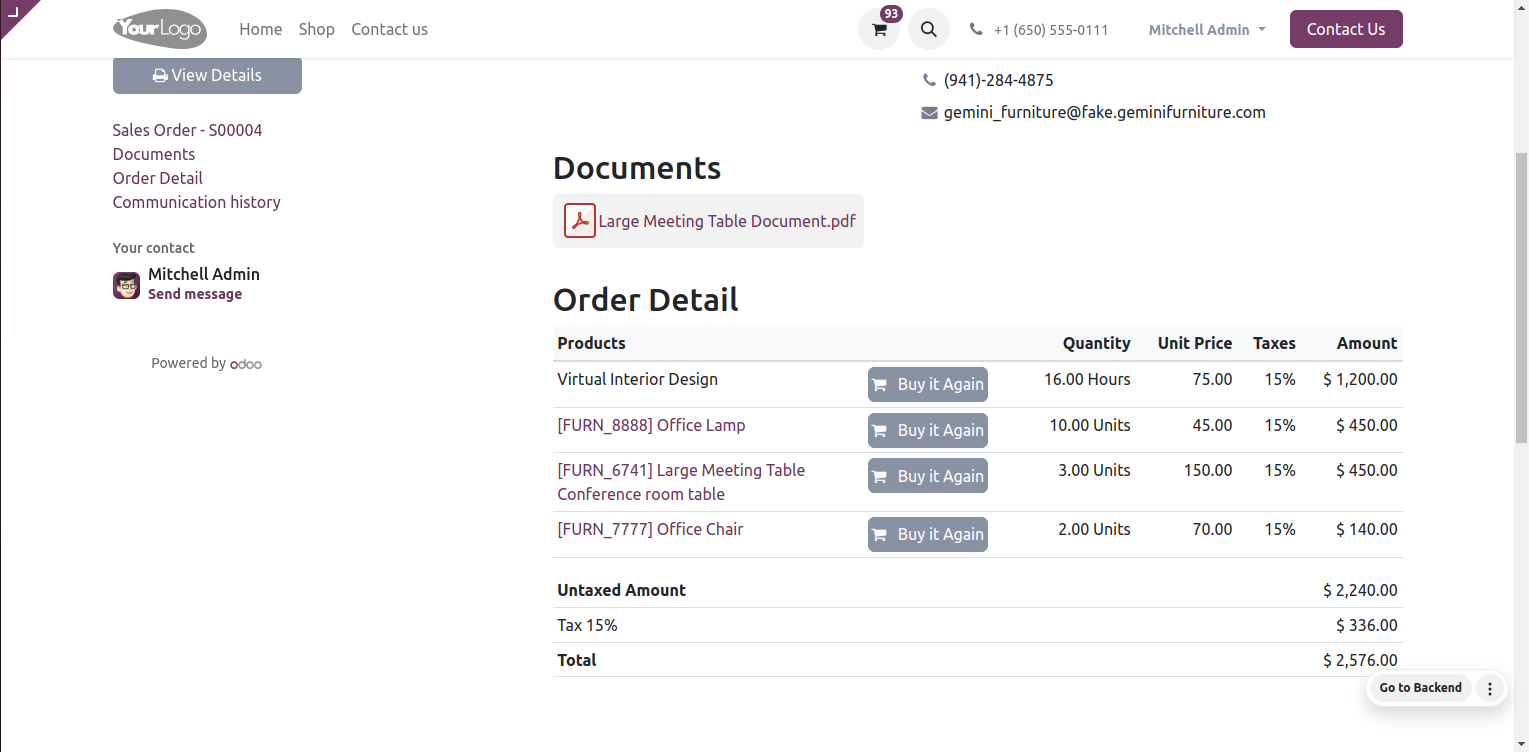 YourLogo
Home Shop Contact us
93
+1 (650) 555-0111
Mitchell Admin
Contact Us
View Details
Sales Order - S00004
Documents
Order Detail
Communication history
Your contact
Mitchell Admin
Send message
Powered by odoo
(941)-284-4875
gemini_furniture@fake.geminifurniture.com
Documents
Large Meeting Table Document.pdf
Order Detail
Products Quantity Unit Price Taxes Amount
Virtual Interior Design Buy it Again 16.00 Hours 75.00 15% $ 1,200.00
[FURN_8888] Office Lamp Buy it Again 10.00 Units 45.00 15% $ 450.00
[FURN_6741] Large Meeting Table Buy it Again 3.00 Units 150.00 15% $ 450.00
Conference room table
[FURN_7777] Office Chair Buy it Again 2.00 Units 70.00 15% $ 140.00
Untaxed Amount $ 2,240.00
Tax 15% $ 336.00
Total $ 2,576.00
Go to Backend